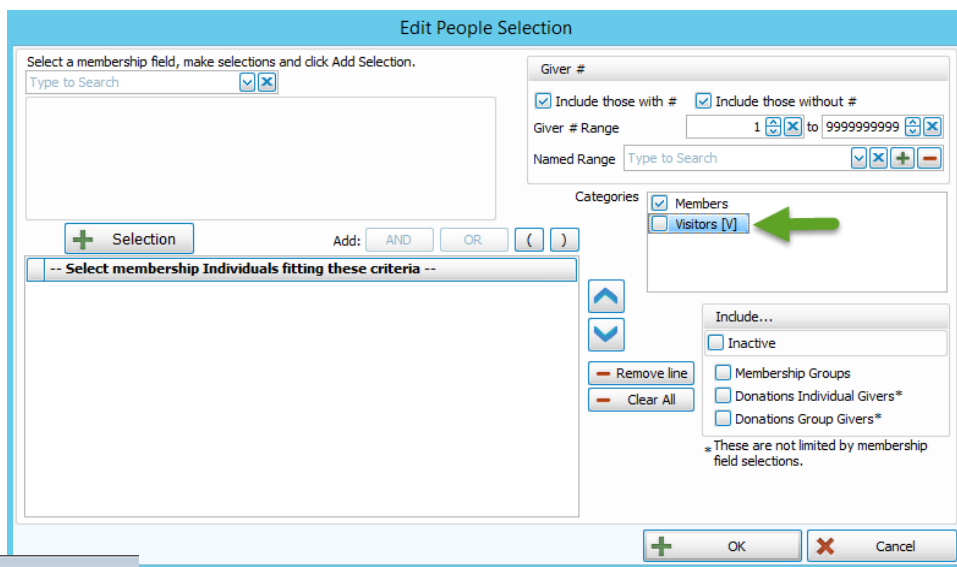 Edit People Selection
Select a membership field, make selections and click Add Selection.
Type to Search
Giver #
Include those with #
Include those without #
Giver # Range
1
to
9999999999
Named Range
Type to Search
Categories
Members
Visitors [V]
Selection
Add:
AND
OR
(
)
-- Select membership Individuals fitting these criteria --
Include...
Inactive
Remove line
Membership Groups
Clear All
Donations Individual Givers*
Donations Group Givers*
* These are not limited by membership
field selections.
OK
Cancel